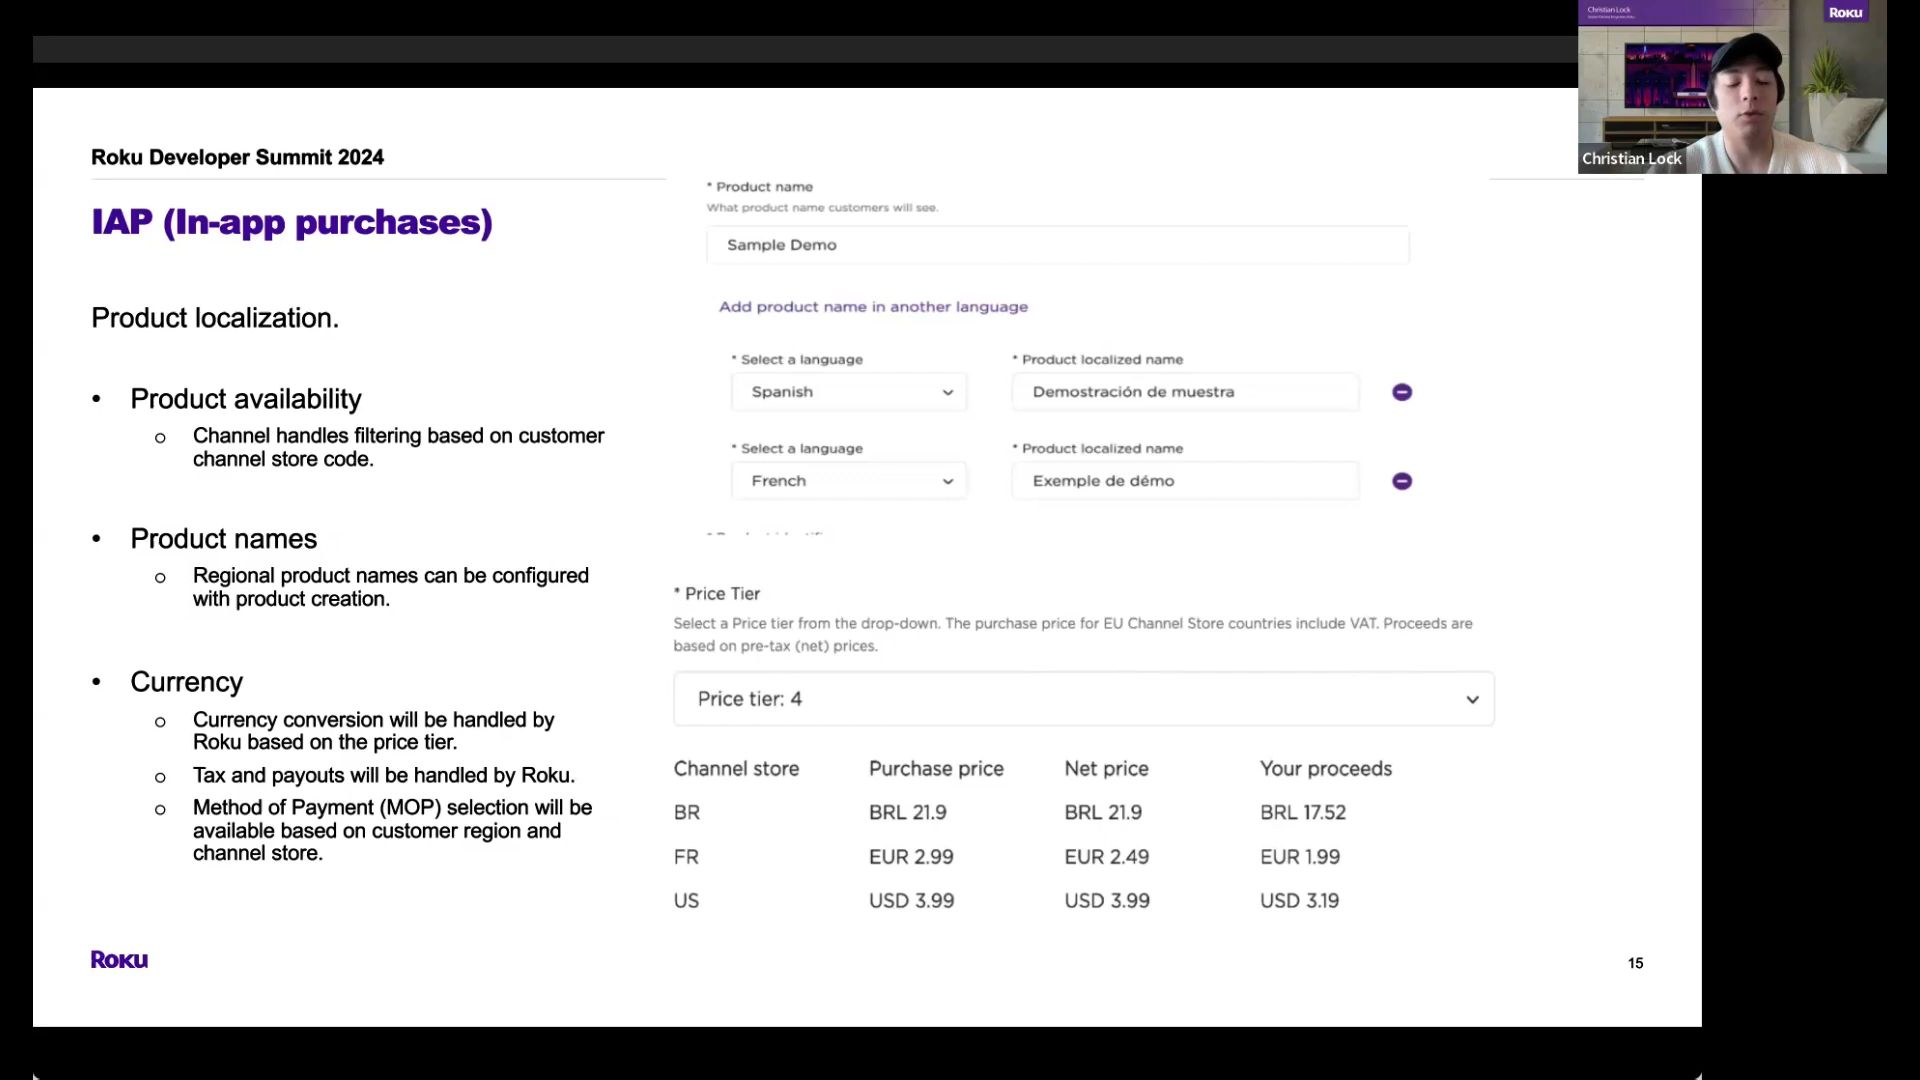 Christian Lock
Roku
Christian Lock
Roku Developer Summit 2024
IAP (In-app purchases)
Product localization.
• Product availability
o Channel handles filtering based on customer
channel store code.
• Product names
o Regional product names can be configured
with product creation.
• Currency
o Currency conversion will be handled by
Roku based on the price tier.
o Tax and payouts will be handled by Roku.
o Method of Payment (MOP) selection will be
available based on customer region and
channel store.
* Product name
What product name customers will see.
Sample Demo
Add product name in another language
* Select a language * Product localized name
Spanish Demostración de muestra
* Select a language * Product localized name
French Exemple de démo
* Price Tier
Select a Price tier from the drop-down. The purchase price for EU Channel Store countries include VAT. Proceeds are
based on pre-tax (net) prices.
Price tier: 4
Channel store Purchase price Net price Your proceeds
BR BRL 21.9 BRL 21.9 BRL 17.52
FR EUR 2.99 EUR 2.49 EUR 1.99
US USD 3.99 USD 3.99 USD 3.19
Roku
15